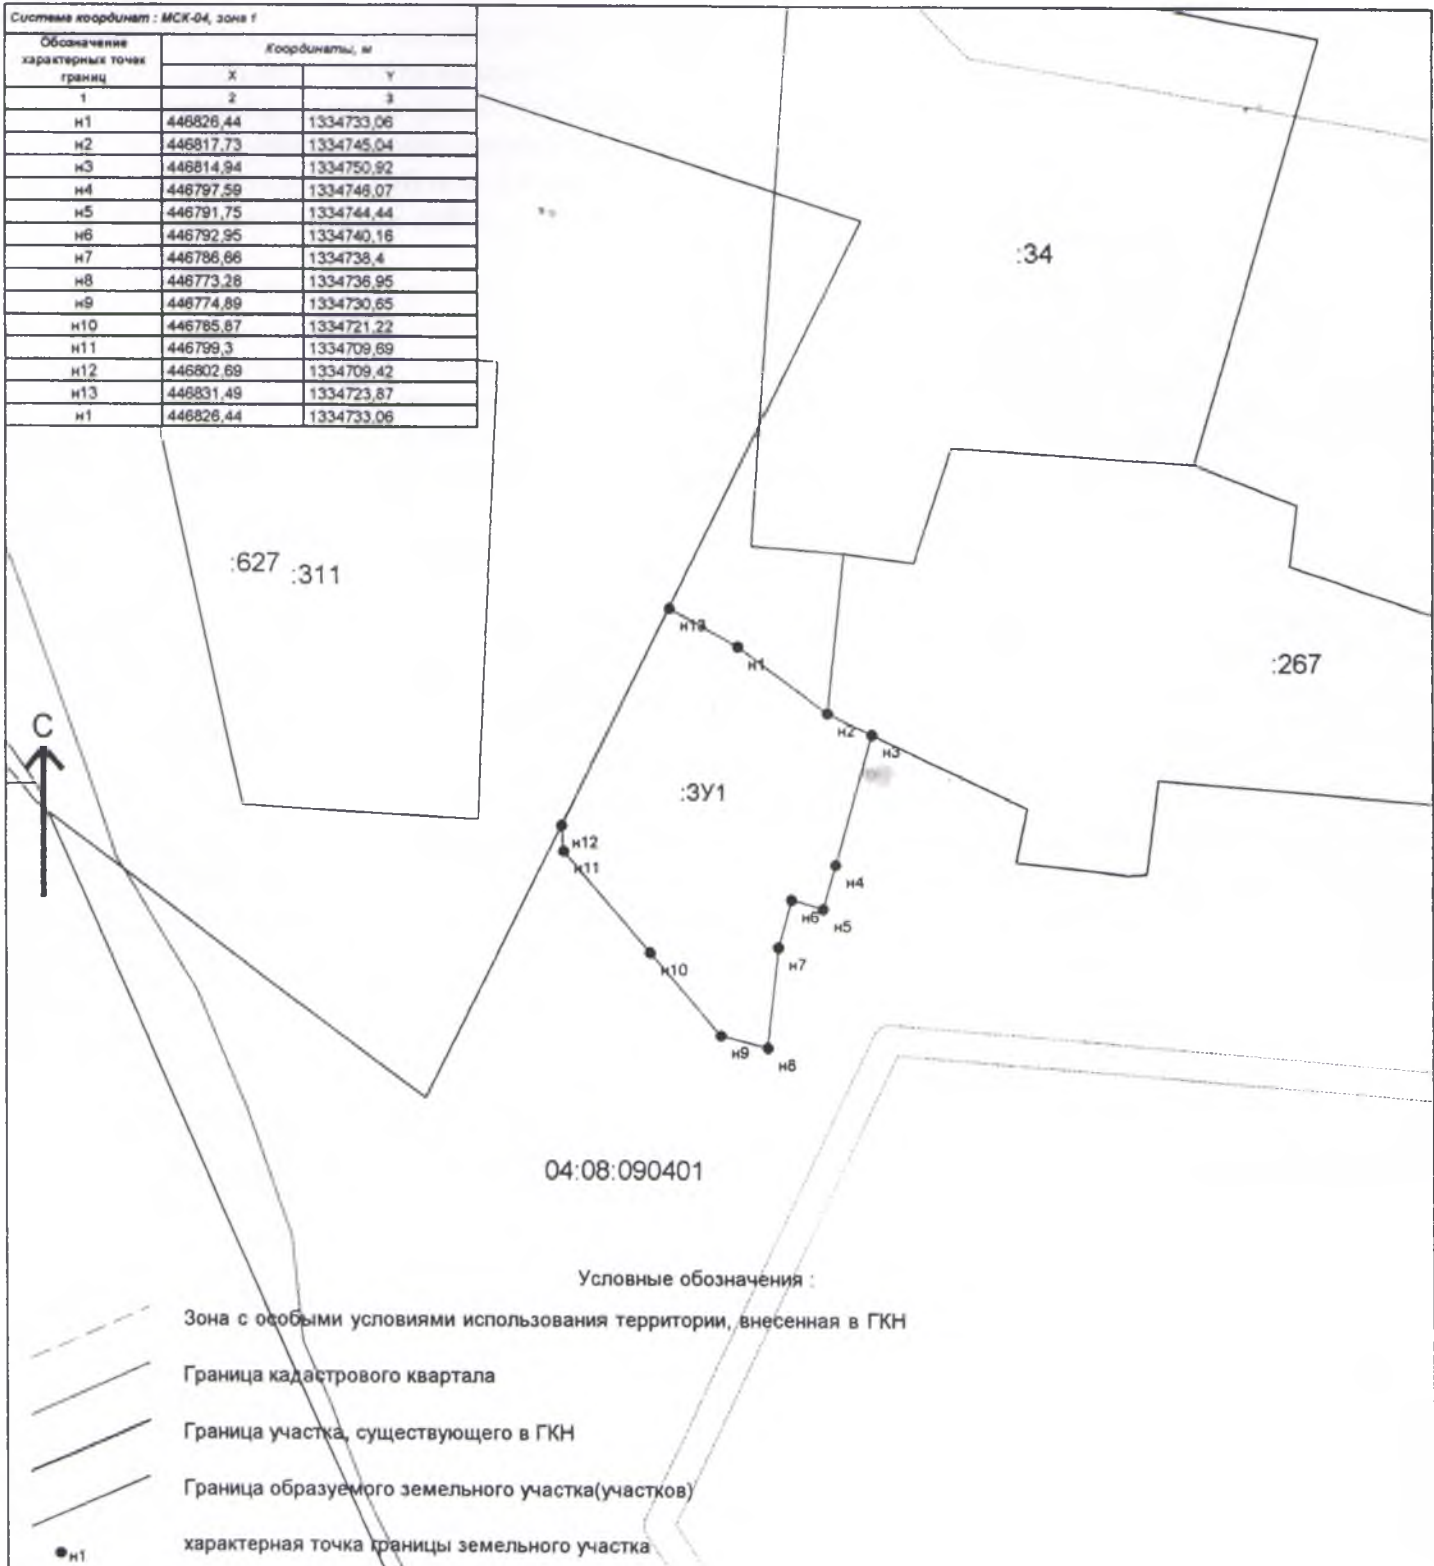 Система координат : МСК-04, зона 1
Обозначение характерных точек границ
Координаты, м
X Y
1 2 3
н1 446826,44 1334733,06
н2 446817,73 1334745,04
н3 446814,94 1334750,92
н4 446797,59 1334746,07
н5 446791,75 1334744,44
н6 446792,95 1334740,16
н7 446786,66 1334738,4
н8 446773,28 1334736,95
н9 446774,89 1334730,65
н10 446785,87 1334721,22
н11 446799,3 1334709,69
н12 446802,69 1334709,42
н13 446831,49 1334723,87
н1 446826,44 1334733,06
:34
:627 :311
н13
н1
:267
н2
н3
С
:ЗУ1
н12
н11
н4
н6
н5
н7
н10
н9
н8
04:08:090401
Условные обозначения :
Зона с особыми условиями использования территории, внесенная в ГКН
Граница кадастрового квартала
Граница участка, существующего в ГКН
Граница образуемого земельного участка(участков)
н1 характерная точка границы земельного участка